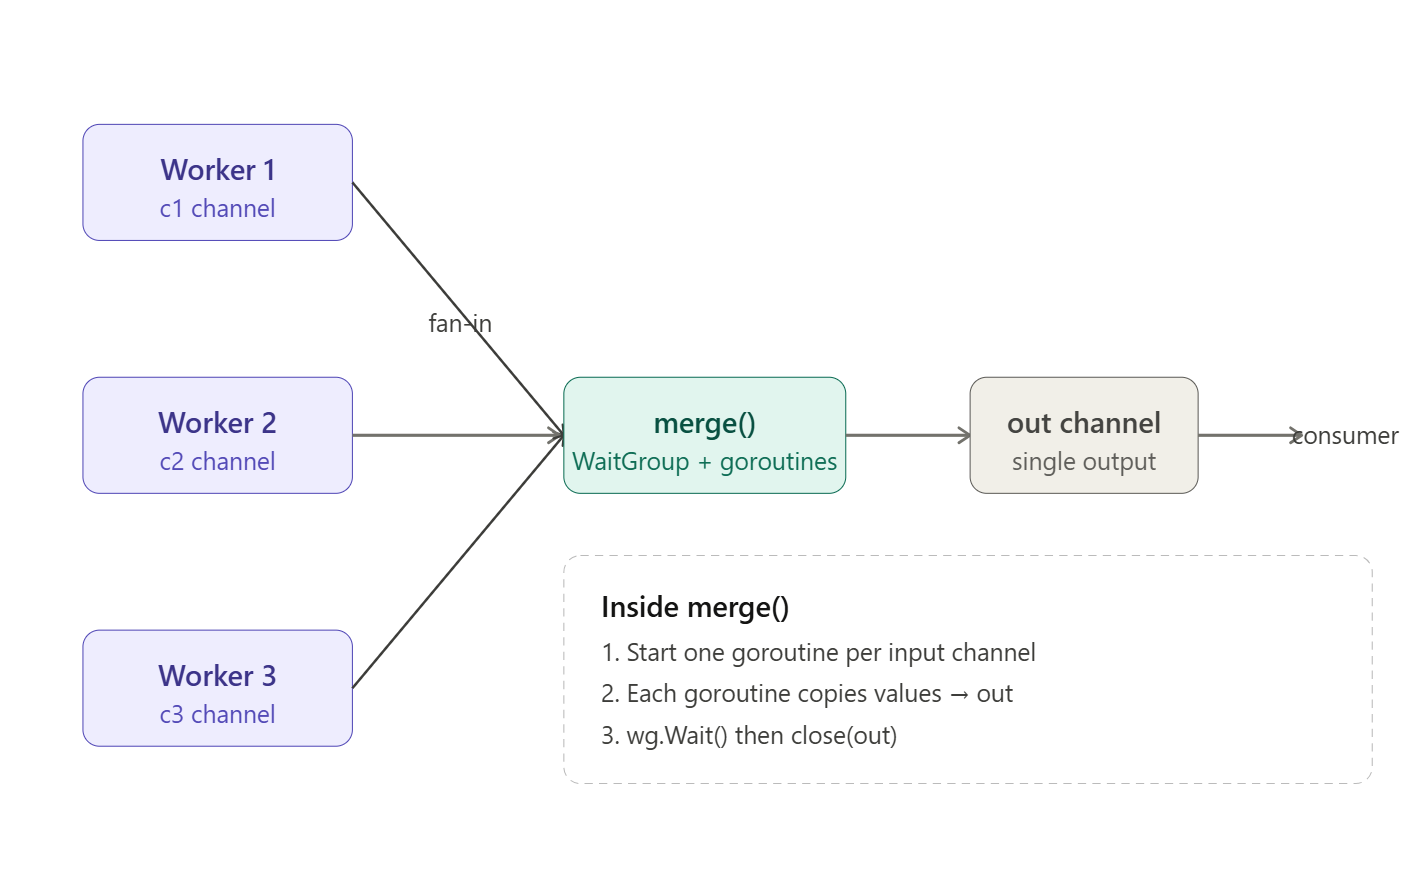 Worker 1
c1 channel
fan-in
Worker 2
c2 channel
merge()
WaitGroup + goroutines
out channel
single output
consumer
Inside merge()
1. Start one goroutine per input channel
2. Each goroutine copies values → out
3. wg.Wait() then close(out)
Worker 3
c3 channel